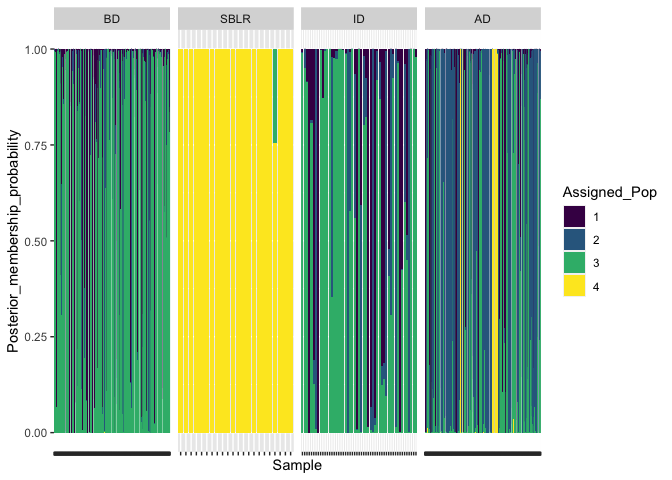 BD
SBLR
ID
AD
1.00
0.75
0.50
0.25
0.00
Posterior_membership_probability
Sample
Assigned_Pop
1
2
3
4